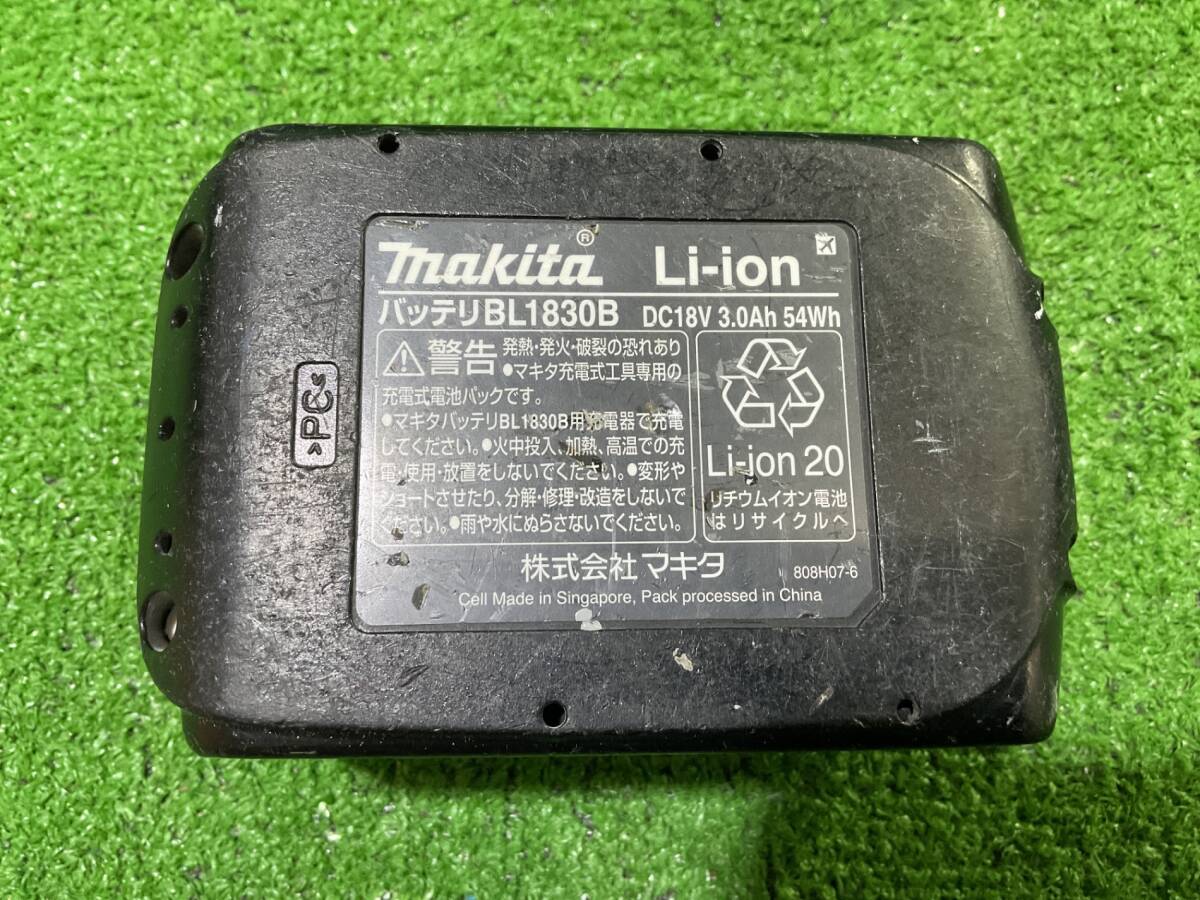 makita® Li-ion
バッテリBL1830B DC18V 3.0Ah 54Wh
警告 発熱・発火・破裂の恐れあり
●マキタ充電式工具専用の
充電式電池パックです。
●マキタバッテリBL1830B用充電器で充電
してください。●火中投入、加熱、高温での充
電・使用・放置をしないでください。●変形や
ショートさせたり、分解・修理・改造をしないで
ください。●雨や水にぬらさないでください。
Li-ion 20
リチウムイオン電池
はリサイクルへ
株式会社 マキタ 808H07-6
Cell Made in Singapore, Pack processed in China
>PC<